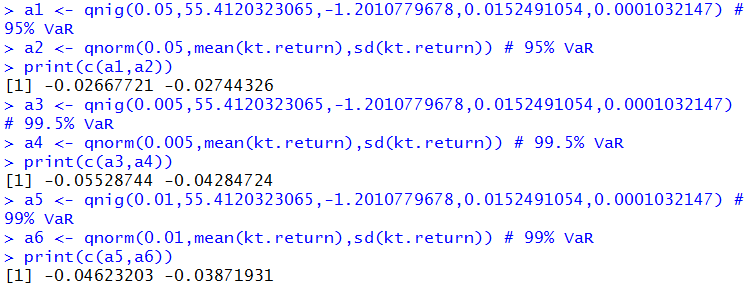 > a1 <- qnig(0.05,55.4120323065,-1.2010779678,0.0152491054,0.0001032147) #
95% VaR
> a2 <- qnorm(0.05,mean(kt.return),sd(kt.return)) # 95% VaR
> print(c(a1,a2))
[1] -0.02667721 -0.02744326
> a3 <- qnig(0.005,55.4120323065,-1.2010779678,0.0152491054,0.0001032147)
# 99.5% VaR
> a4 <- qnorm(0.005,mean(kt.return),sd(kt.return)) # 99.5% VaR
> print(c(a3,a4))
[1] -0.05528744 -0.04284724
> a5 <- qnig(0.01,55.4120323065,-1.2010779678,0.0152491054,0.0001032147) #
99% VaR
> a6 <- qnorm(0.01,mean(kt.return),sd(kt.return)) # 99% VaR
> print(c(a5,a6))
[1] -0.04623203 -0.03871931